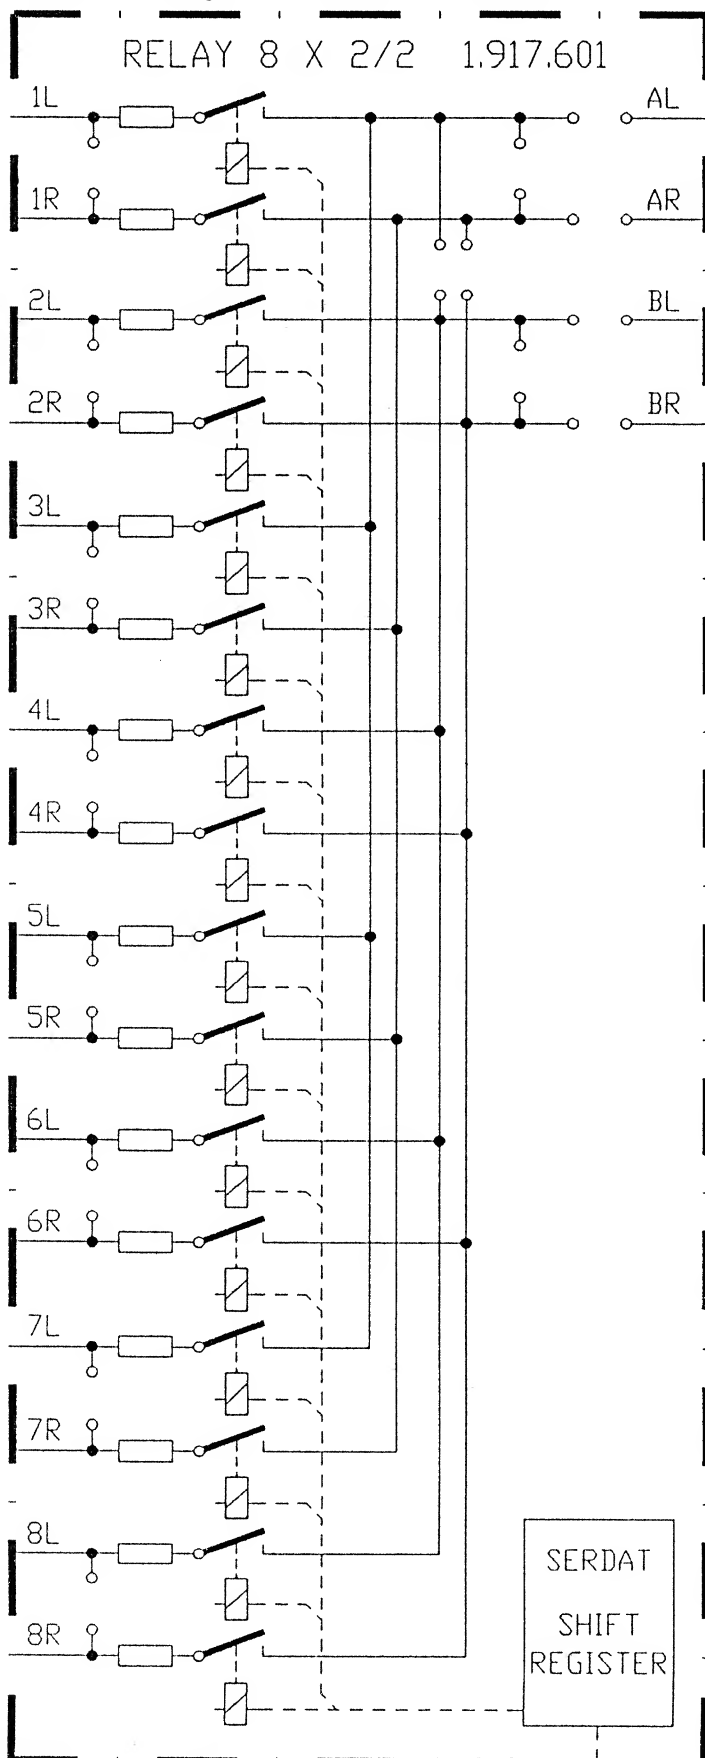 RELAY 8 X 2/2 1.917.601
1L AL
1R AR
2L BL
2R BR
3L
3R
4L
4R
5L
5R
6L
6R
7L
7R
8L
8R
SERDAT
SHIFT
REGISTER